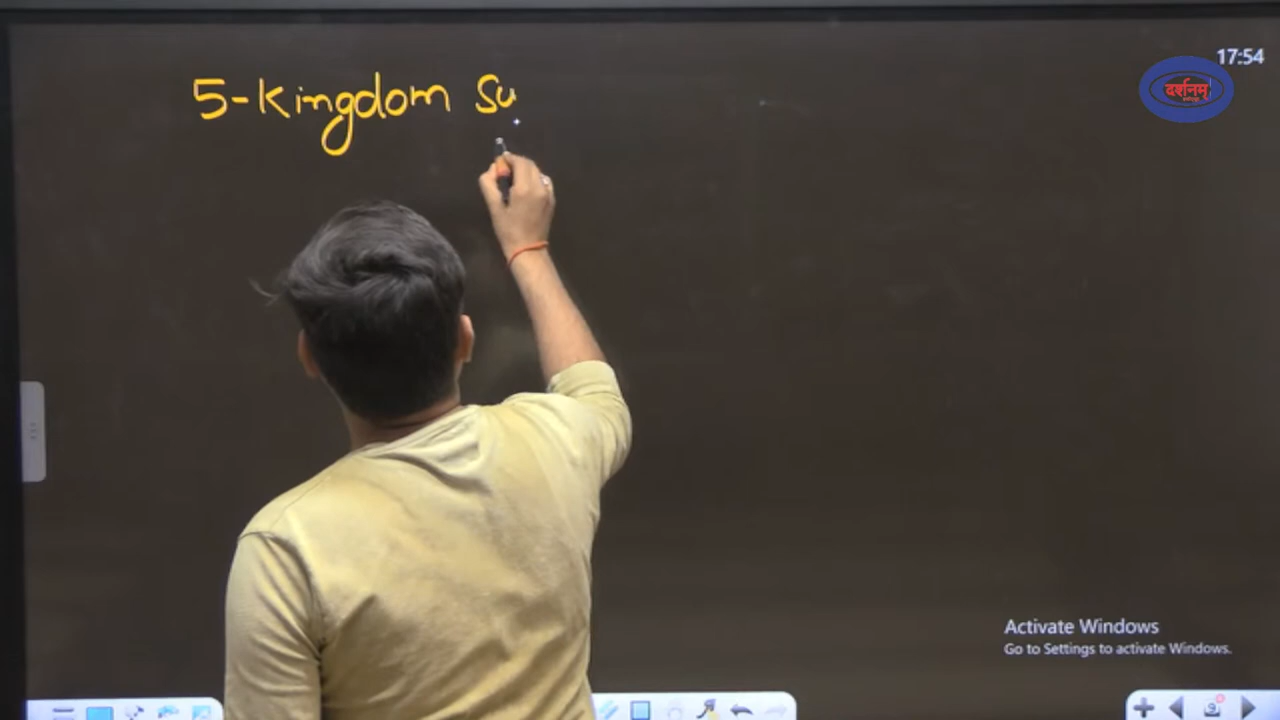 5-Kingdom Su
17:54
दर्शनम्
Activate Windows
Go to Settings to activate Windows.